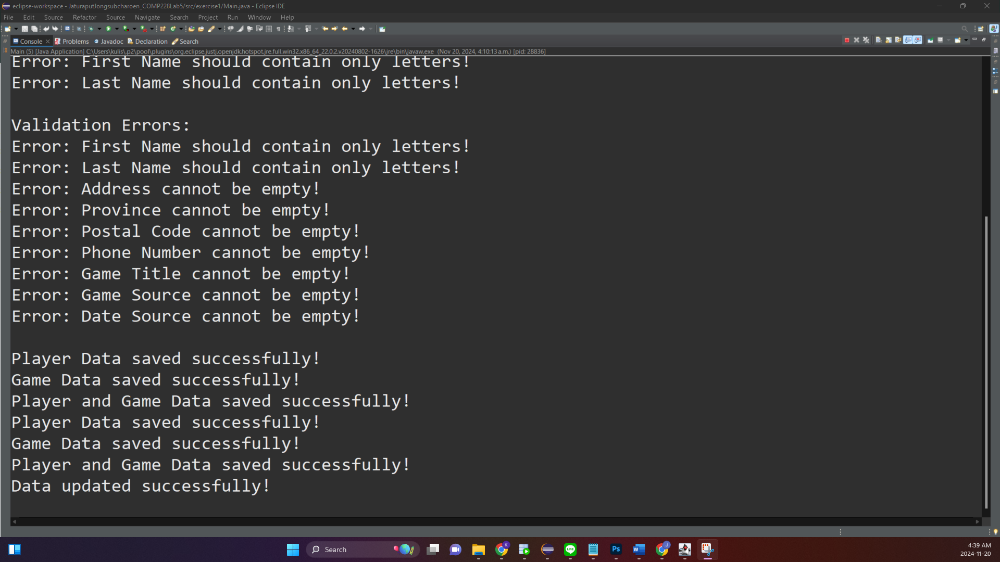 eclipse-workspace - JaturaputJongsubcharoen_COMP228Lab5/src/exercise1/Main.java - Eclipse IDE
File Edit Source Refactor Source Navigate Search Project Run Window Help
Console Problems Javadoc Declaration Search
Main (5) [Java Application] C:\Users\kulis\.p2\pool\plugins\org.eclipse.justj.openjdk.hotspot.jre.full.win32.x86_64_22.0.2.v20240802-1626\jre\bin\javaw.exe (Nov 20, 2024, 4:10:13 a.m.) [pid: 28836]
Error: First Name should contain only letters!
Error: Last Name should contain only letters!
Validation Errors:
Error: First Name should contain only letters!
Error: Last Name should contain only letters!
Error: Address cannot be empty!
Error: Province cannot be empty!
Error: Postal Code cannot be empty!
Error: Phone Number cannot be empty!
Error: Game Title cannot be empty!
Error: Game Source cannot be empty!
Error: Date Source cannot be empty!
Player Data saved successfully!
Game Data saved successfully!
Player and Game Data saved successfully!
Player Data saved successfully!
Game Data saved successfully!
Player and Game Data saved successfully!
Data updated successfully!
Search
K
LINE
Ps
W
J
4:39 AM
2024-11-20